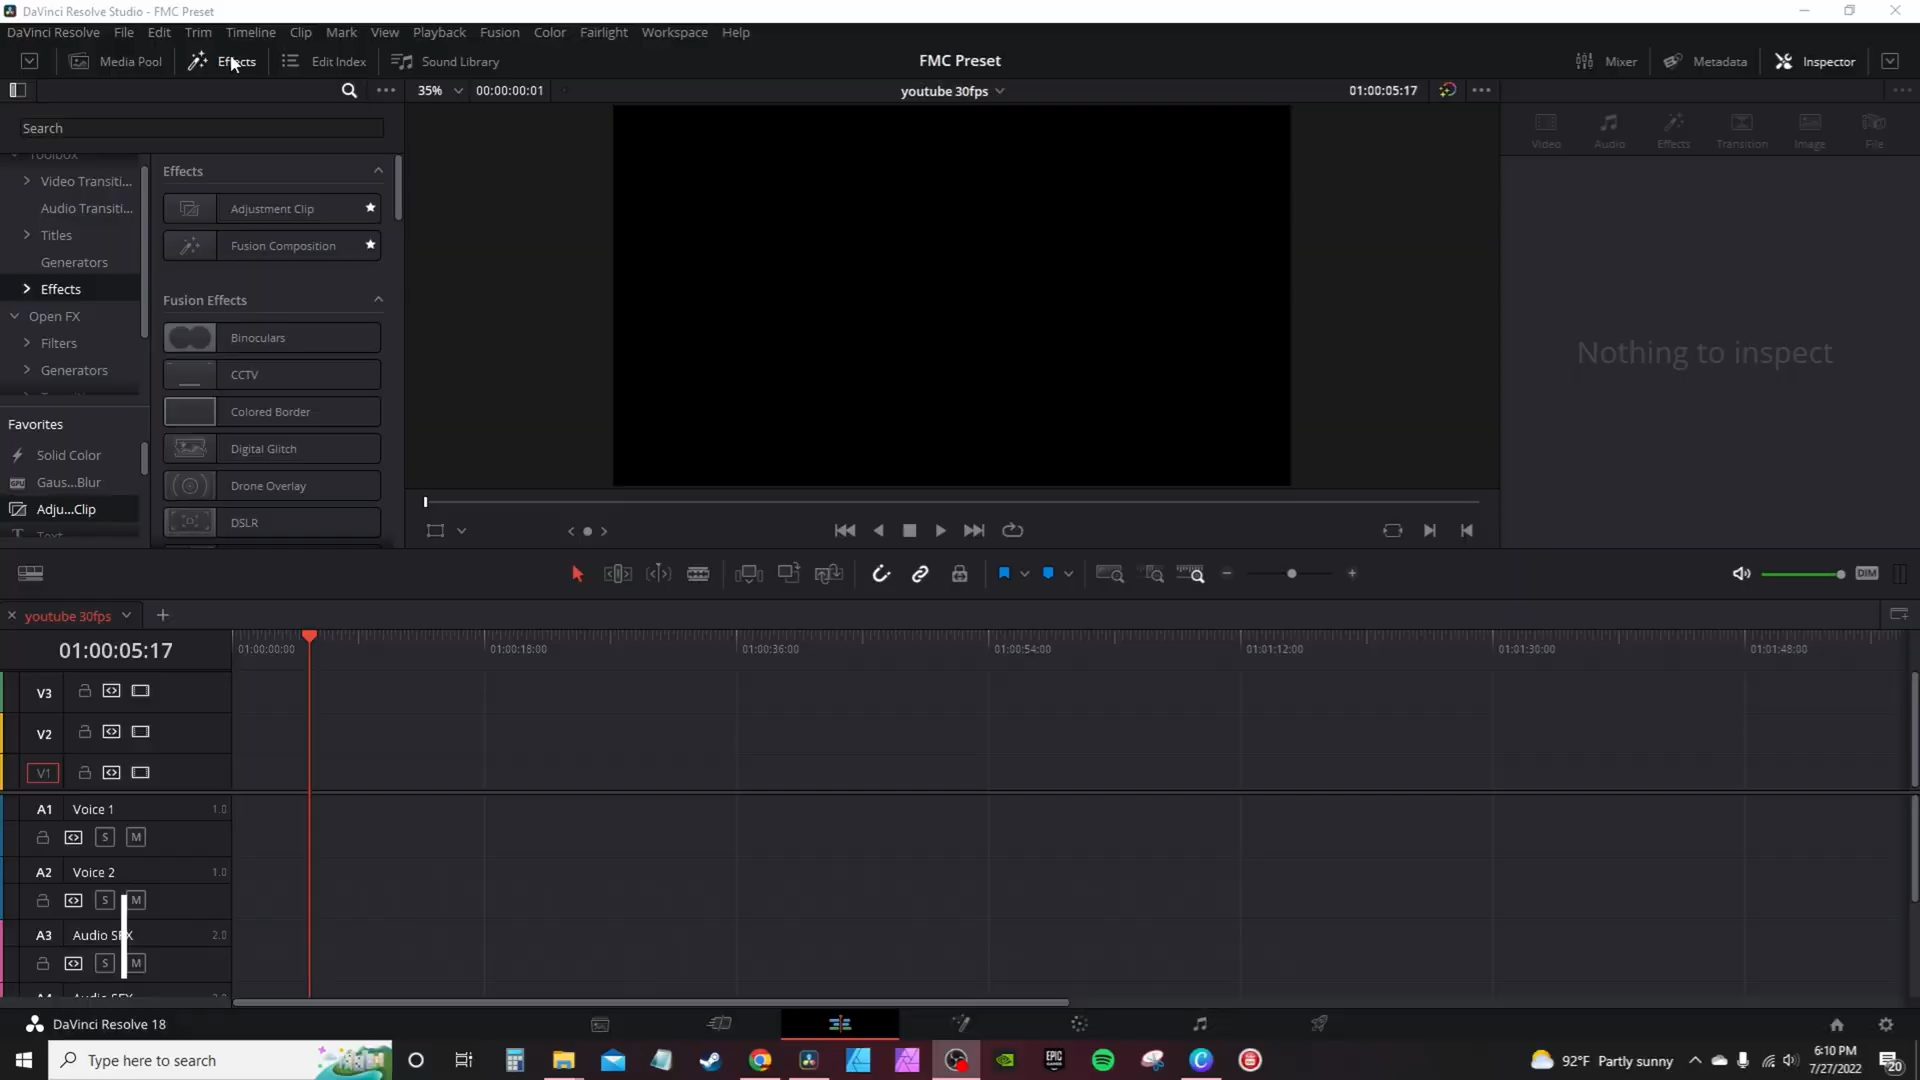 DaVinci Resolve Studio - FMC Preset
DaVinci Resolve File Edit Trim Timeline Clip Mark View Playback Fusion Color Fairlight Workspace Help
Media Pool Effects Edit Index Sound Library FMC Preset Mixer Metadata Inspector
35% 00:00:00:01 youtube 30fps 01:00:05:17
Search
Toolbox
Video Transiti...
Audio Transiti...
Titles
Generators
Effects
Open FX
Filters
Generators
Favorites
Solid Color
Gaus...Blur
Adju...Clip
Text
Effects
Adjustment Clip
Fusion Composition
Fusion Effects
Binoculars
CCTV
Colored Border
Digital Glitch
Drone Overlay
DSLR
Video Audio Effects Transition Image File
Nothing to inspect
DIM
youtube 30fps
01:00:05:17
01:00:00:00 01:00:18:00 01:00:36:00 01:00:54:00 01:01:12:00 01:01:30:00 01:01:48:00
V3
V2
V1
A1 Voice 1 1.0
S M
A2 Voice 2 1.0
S M
A3 Audio SFX 2.0
S M
A4 Audio SFX 2.0
DaVinci Resolve 18
Type here to search
EPIC GAMES
92°F Partly sunny
6:10 PM
7/27/2022
20